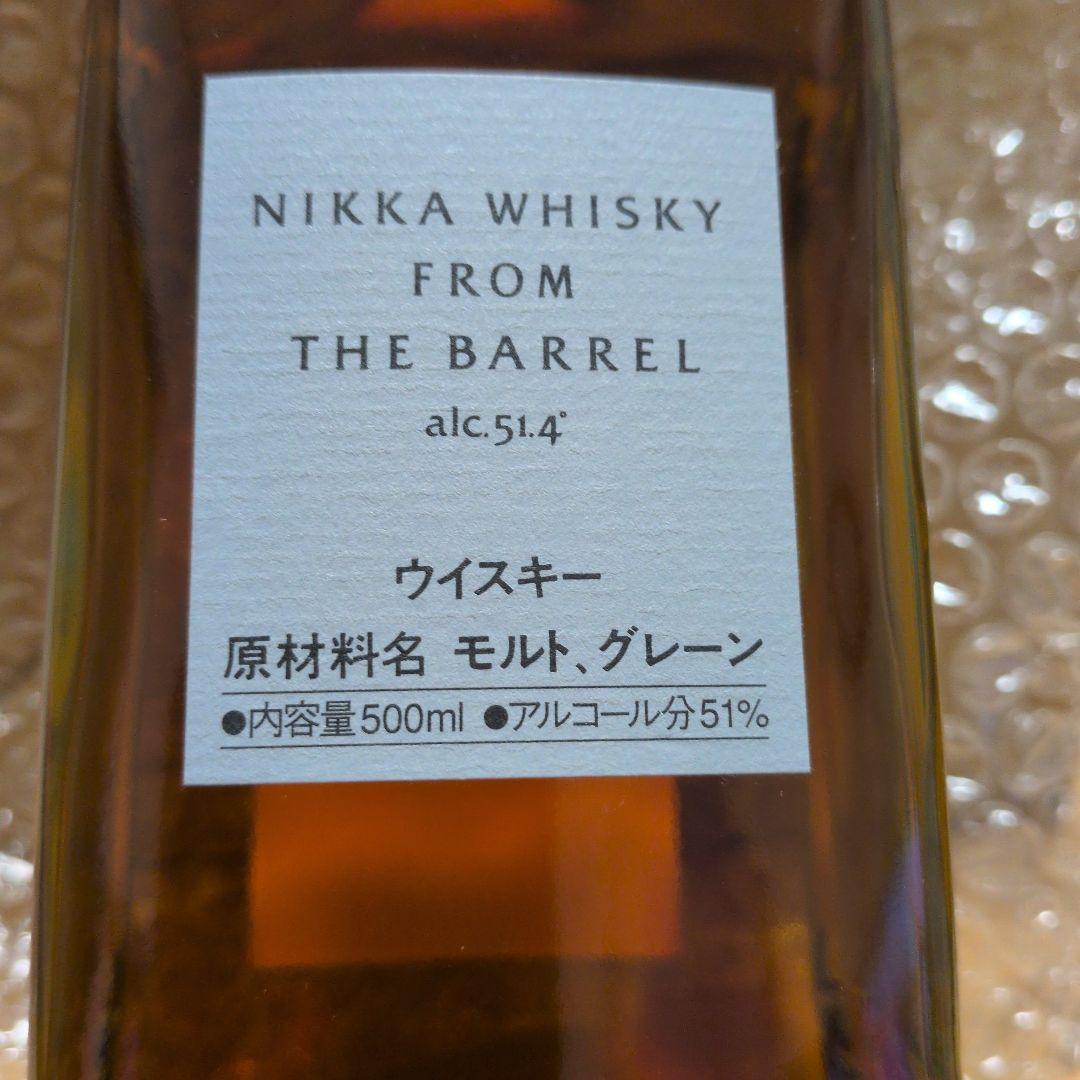 NIKKA WHISKY
FROM
THE BARREL
alc.51.4°
ウイスキー
原材料名 モルト、グレーン
●内容量500ml ●アルコール分51%